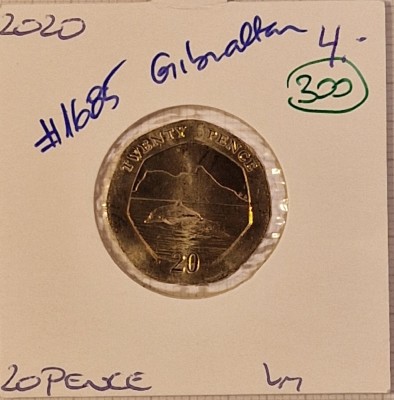 2020
#1685 Gibraltar 4.-
300
TWENTY PENCE
20
20 PENCE